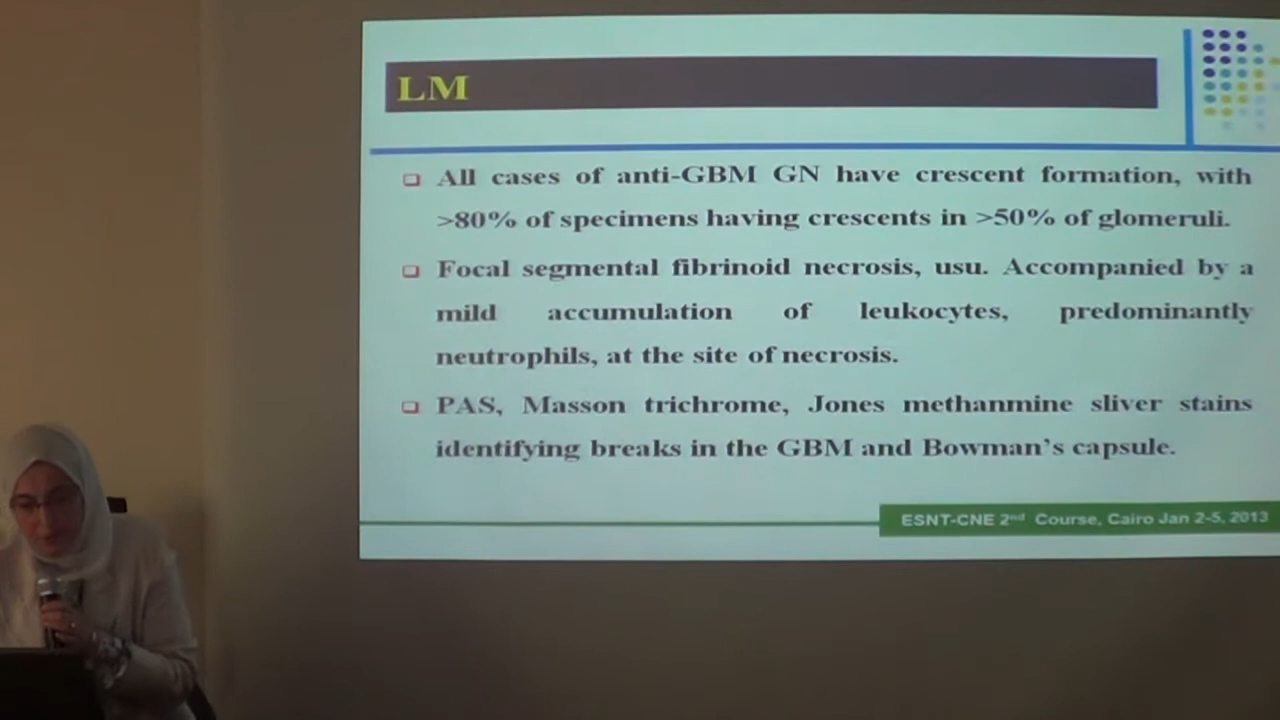 LM
All cases of anti-GBM GN have crescent formation, with
>80% of specimens having crescents in >50% of glomeruli.
Focal segmental fibrinoid necrosis, usu. Accompanied by a
mild accumulation of leukocytes, predominantly
neutrophils, at the site of necrosis.
PAS, Masson trichrome, Jones methanmine sliver stains
identifying breaks in the GBM and Bowman's capsule.
ESNT-CNE 2nd Course, Cairo Jan 2-5, 2013